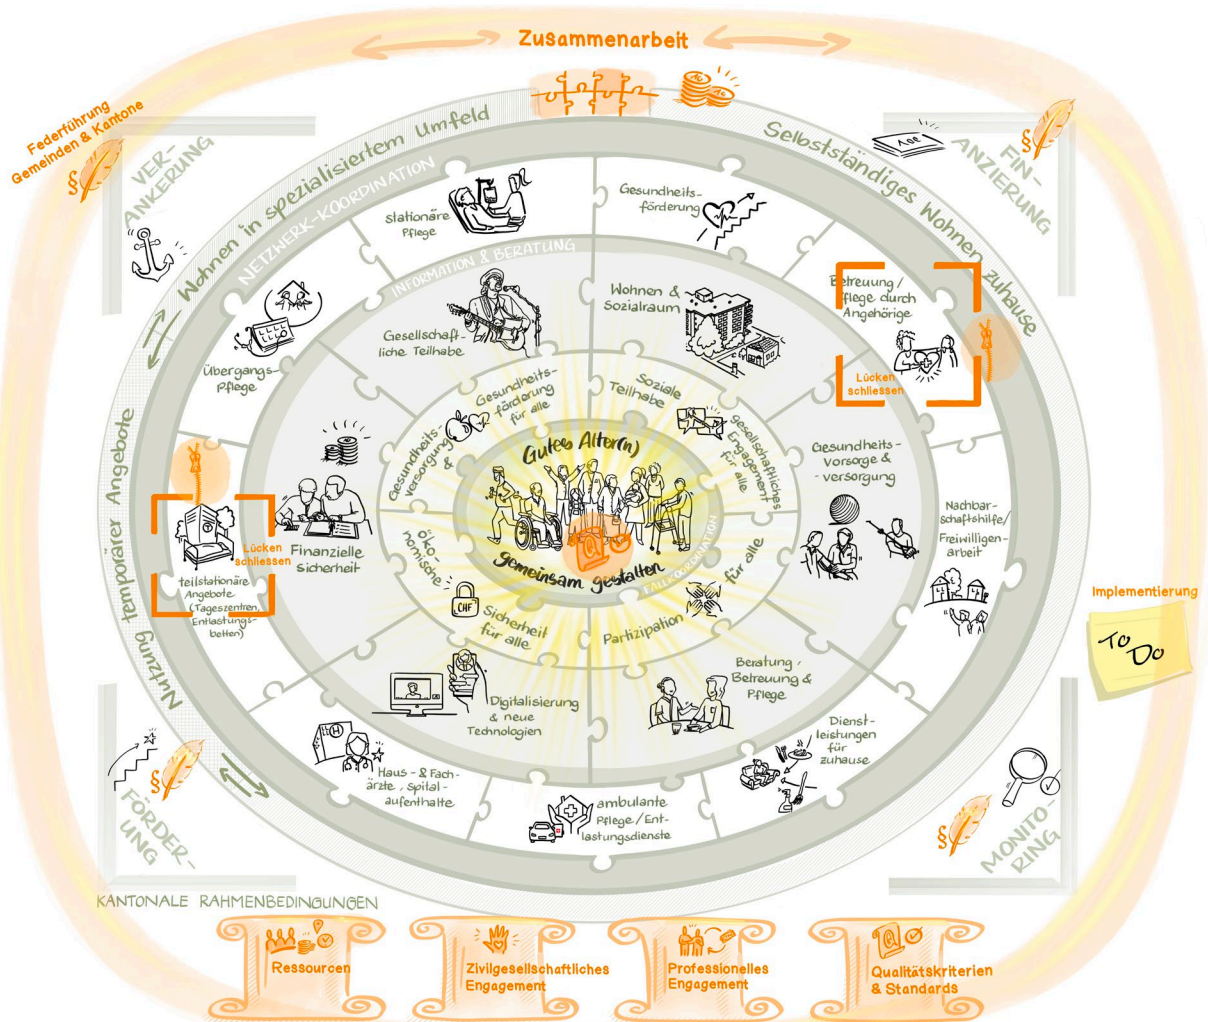 Zusammenarbeit
Federführung
Gemeinden & Kantone
§
VER-
ANKERUNG
§
FIN-
ANZIERUNG
Wohnen in spezialisiertem Umfeld
Selbstständiges Wohnen zuhause
Nutzung temporärer Angebote
NETZWERK-KOORDINATION
INFORMATION & BERATUNG
FALLKOORDINATION
Stationäre
Pflege
Gesundheits-
förderung
Betreuung /
Pflege durch
Angehörige
Lücken
schliessen
Übergangs-
Pflege
Gesellschaft-
liche Teilhabe
Wohnen &
Sozialraum
Gesundheits-
förderung
für alle
Soziale
Teilhabe
Gesundheits-
versorgung
&
gesellschaftliches
Engagement
für alle
Gesundheits-
vorsorge &
-versorgung
Gutes Alter(n)
gemeinsam gestalten
Nachbar-
schaftshilfe/
Freiwilligen-
arbeit
Lücken
schliessen
Finanzielle
Sicherheit
teilstationäre
Angebote
(Tageszentren,
Entlastungs-
betten)
ökon
nomische
CHF
Sicherheit
für alle
Partizipation
für alle
Implementierung
TO
DO
Beratung,
Betreuung &
Pflege
Digitalisierung
& neue
Technologien
Dienst-
leistungen
für
zuhause
H
Haus- & Fach-
ärzte, Spital-
aufenthalte
ambulante
Pflege/Ent-
lastungsdienste
§
FÖRDER-
UNG
§
MONITO-
RING
KANTONALE RAHMENBEDINGUNGEN
Ressourcen
Zivilgesellschaftliches
Engagement
Professionelles
Engagement
Qualitätskriterien
& Standards